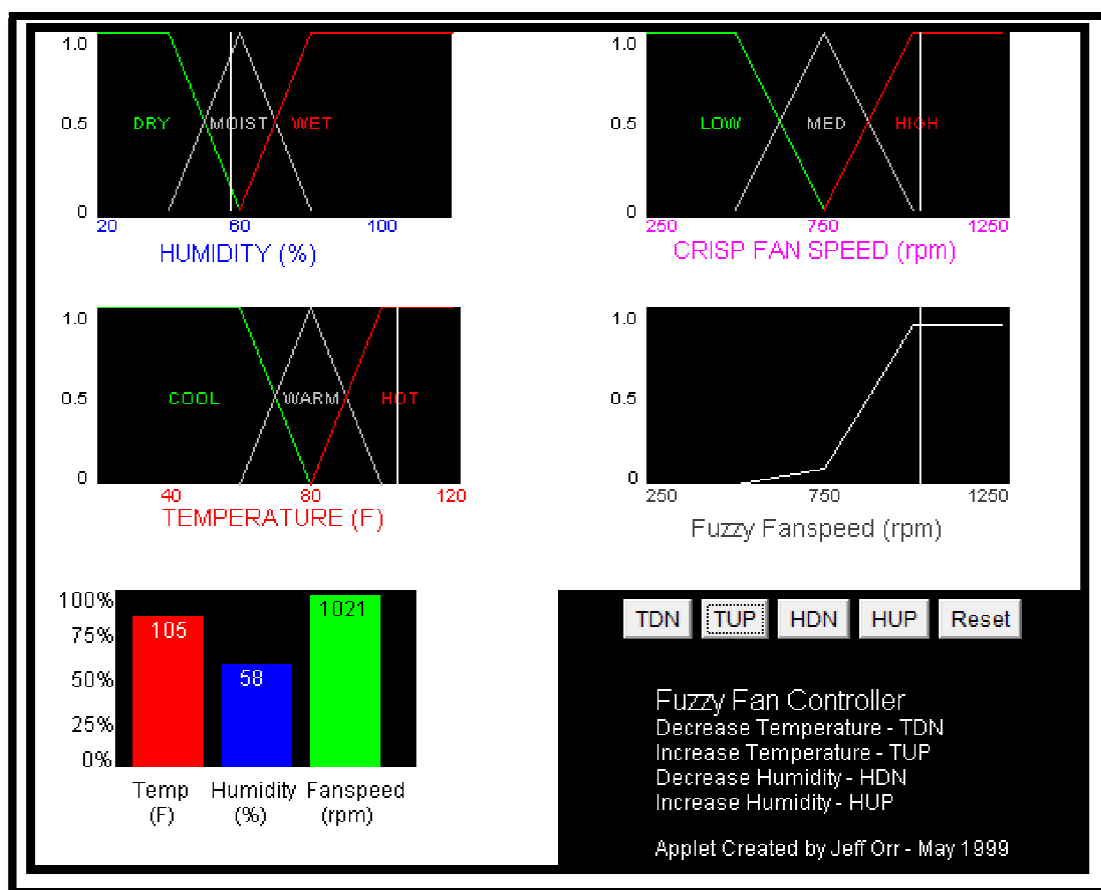 1.0
0.5
0
DRY MOIST WET
20 60 100
HUMIDITY (%)
1.0
0.5
0
LOW MED HIGH
250 750 1250
CRISP FAN SPEED (rpm)
1.0
0.5
0
COOL WARM HOT
40 80 120
TEMPERATURE (F)
1.0
0.5
0
250 750 1250
Fuzzy Fanspeed (rpm)
100%
75%
50%
25%
0%
105 58 1021
Temp Humidity Fanspeed
(F) (%) (rpm)
TDN TUP HDN HUP Reset
Fuzzy Fan Controller
Decrease Temperature - TDN
Increase Temperature - TUP
Decrease Humidity - HDN
Increase Humidity - HUP
Applet Created by Jeff Orr - May 1999